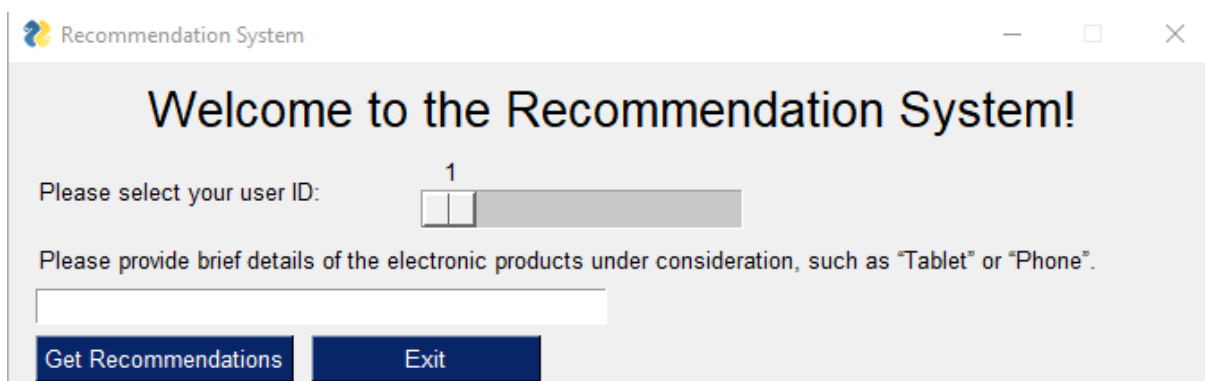 Recommendation System
Welcome to the Recommendation System!
1
Please select your user ID:
Please provide brief details of the electronic products under consideration, such as “Tablet” or “Phone”.
Get Recommendations Exit